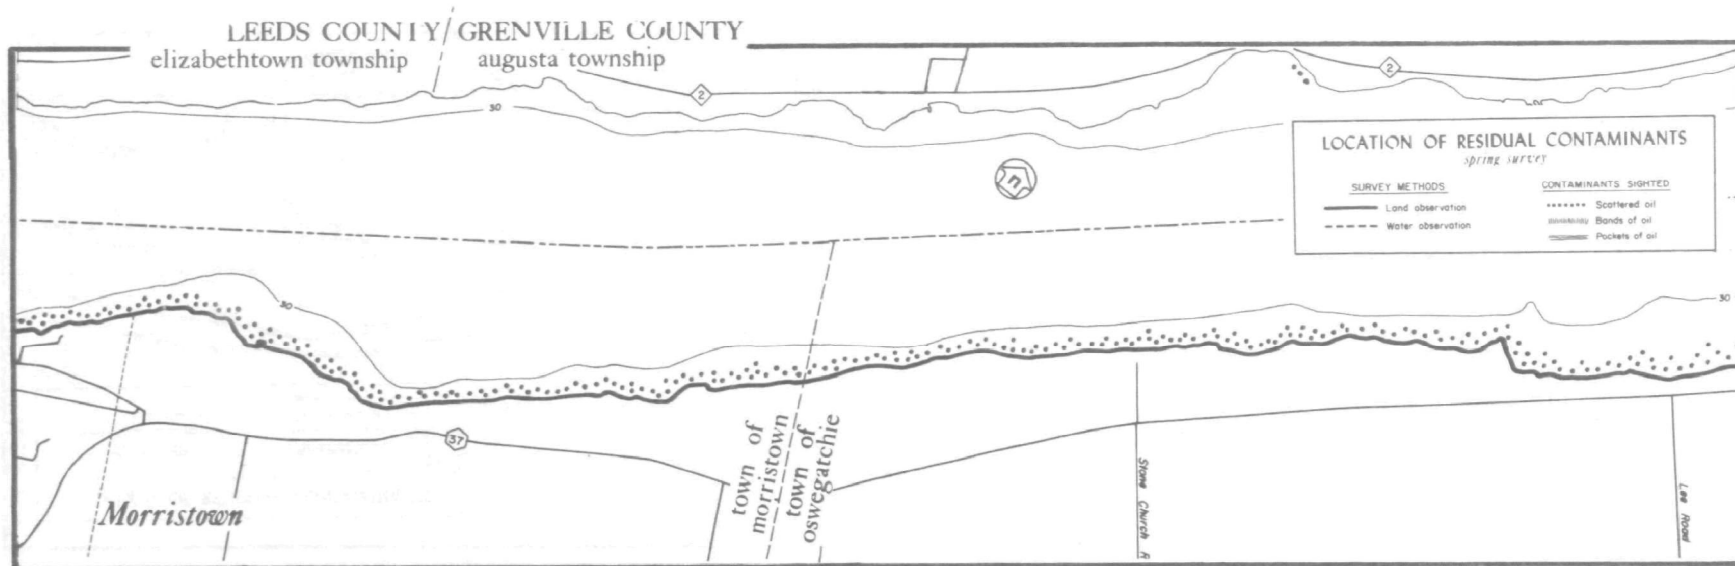 LEEDS COUNTY / GRENVILLE COUNTY
elizabethtown township
augusta township
2
2
30
LOCATION OF RESIDUAL CONTAMINANTS
spring survey
SURVEY METHODS
Land observation
Water observation
CONTAMINANTS SIGHTED
Scattered oil
Bands of oil
Pockets of oil
n
30
30
37
Morristown
town of
morristown
town of
oswegatchie
Stone Church R
Lee Road